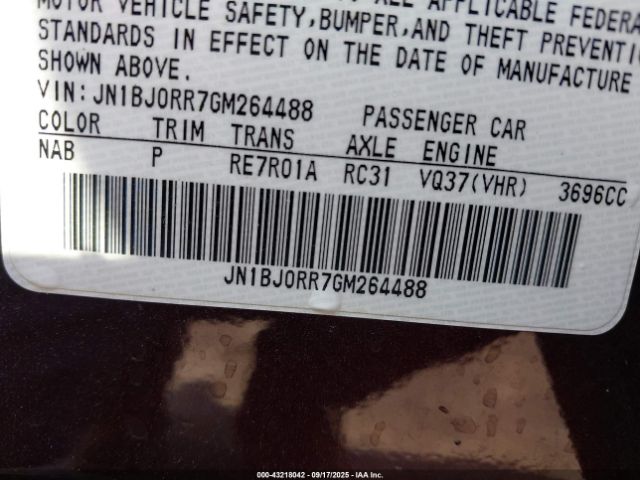 MOTOR VEHICLE SAFETY, BUMPER, AND THEFT
STANDARDS IN EFFECT ON THE DATE OF MANUFACTURE
SHOWN ABOVE.
VIN: JN1BJ0RR7GM264488 PASSENGER CAR
COLOR TRIM TRANS AXLE ENGINE
NAB P RE7R01A RC31 VQ37(VHR) 3696CC
JN1BJ0RR7GM264488
000-43218042 - 09/17/2025 - IAA Inc.